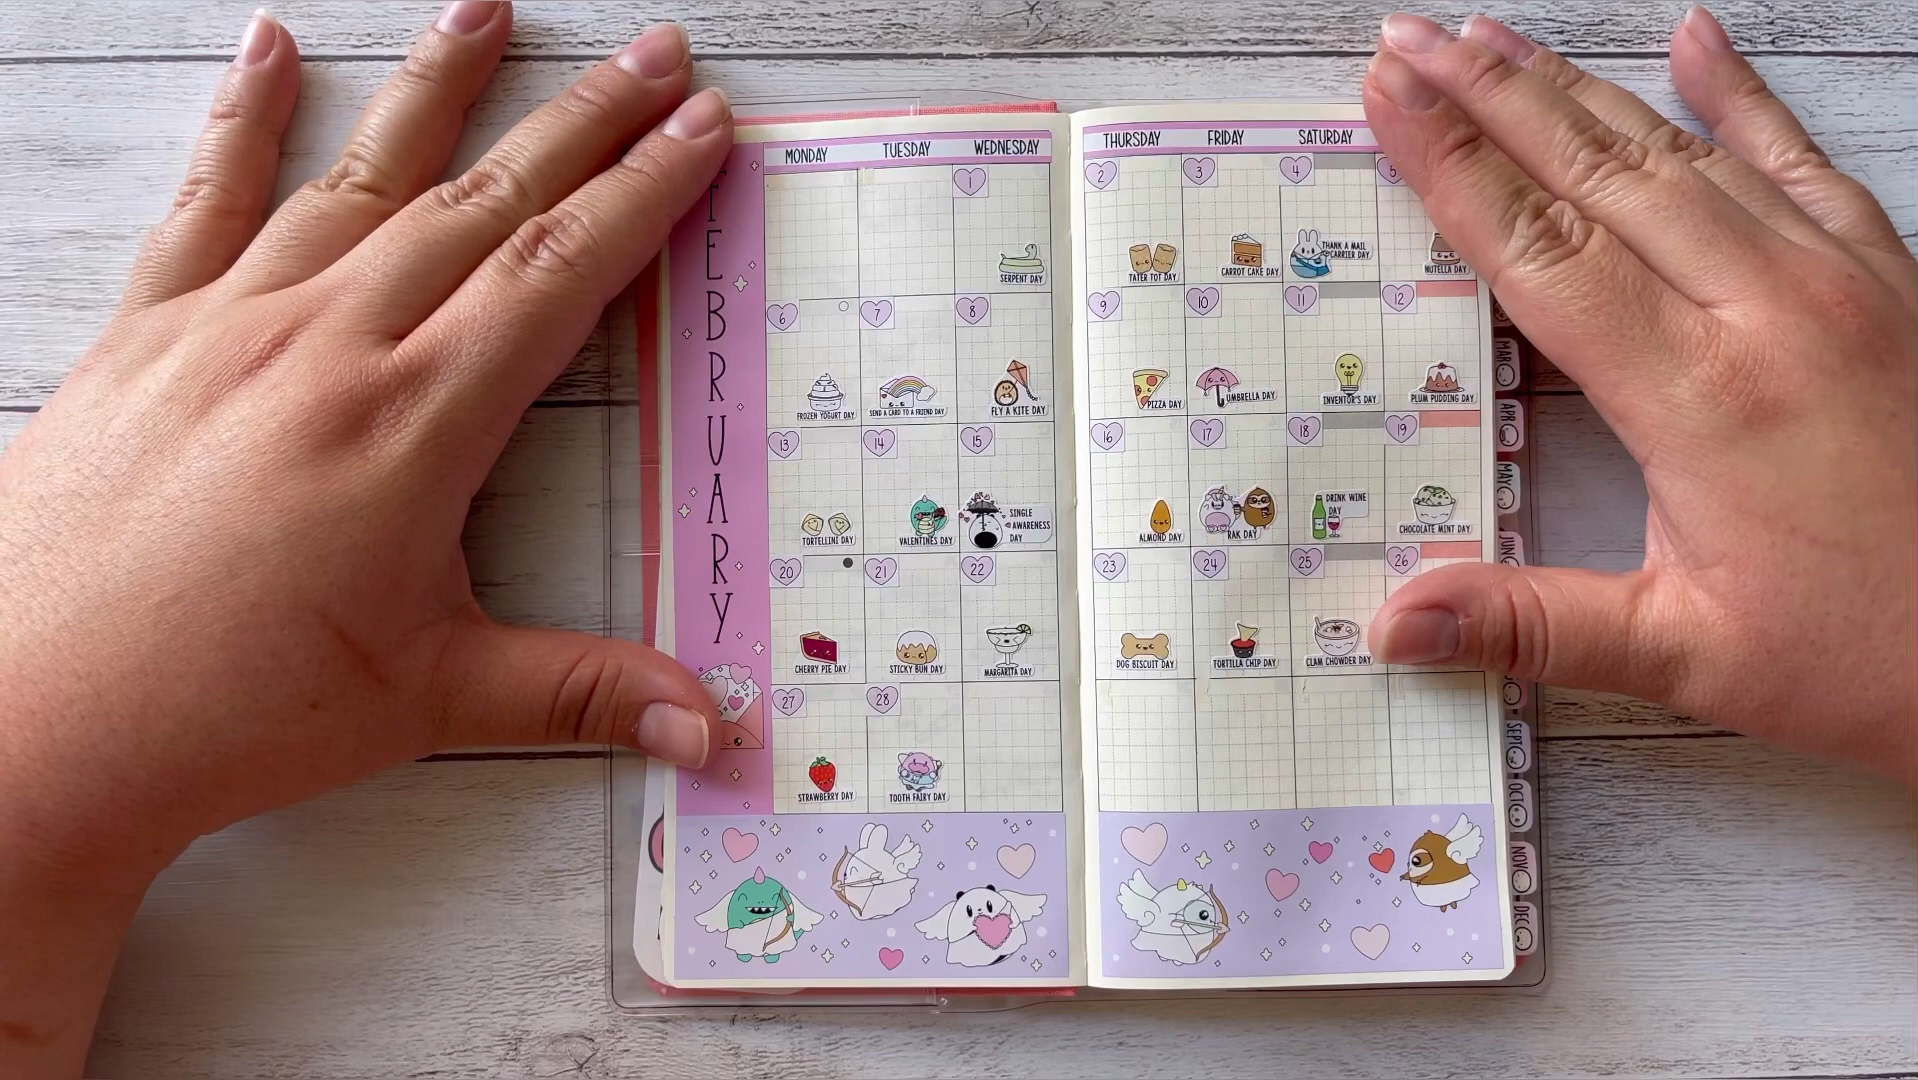 FEBRUARY
MONDAY TUESDAY WEDNESDAY THURSDAY FRIDAY SATURDAY
1 2 3 4 5
SERPENT DAY
TATER TOT DAY
CARROT CAKE DAY
THANK A MAIL
CARRIER DAY
NUTELLA DAY
6 7 8 9 10 11 12
FROZEN YOGURT DAY
SEND A CARD TO A FRIEND DAY
FLY A KITE DAY
PIZZA DAY
UMBRELLA DAY
INVENTOR'S DAY
PLUM PUDDING DAY
13 14 15 16 17 18 19
TORTELLINI DAY
VALENTINES DAY
SINGLE
AWARENESS
DAY
ALMOND DAY
RAK DAY
DRINK WINE
DAY
CHOCOLATE MINT DAY
20 21 22 23 24 25 26
CHERRY PIE DAY
STICKY BUN DAY
MARGARITA DAY
DOG BISCUIT DAY
TORTILLA CHIP DAY
CLAM CHOWDER DAY
27 28
STRAWBERRY DAY
TOOTH FAIRY DAY
MAR
APR
MAY
JUN
SEPT
OCT
NOV
DEC